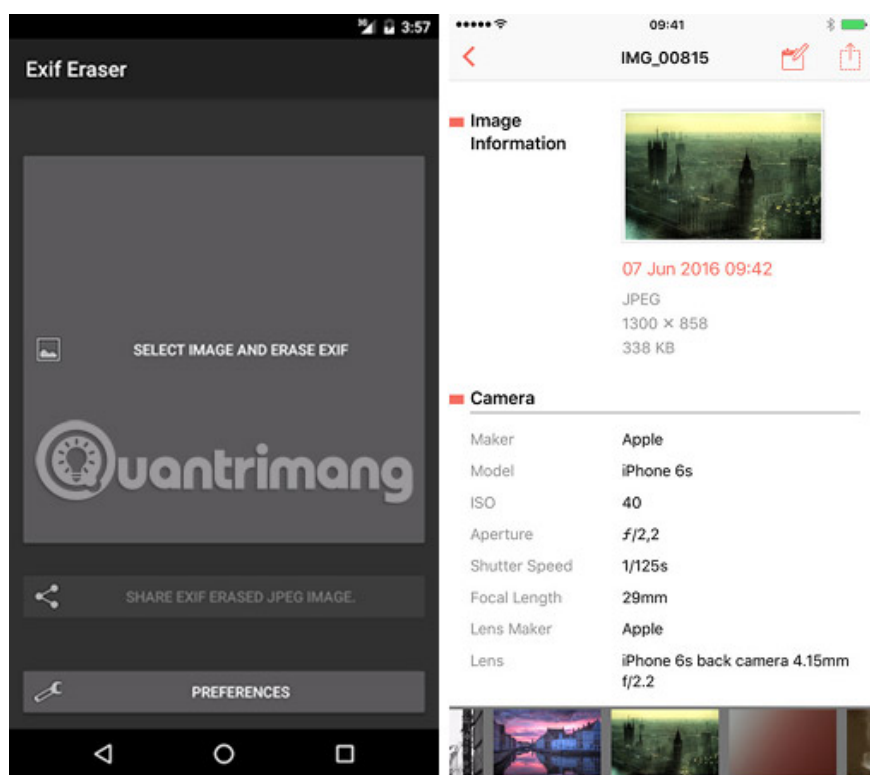 3G 3:57
Exif Eraser
SELECT IMAGE AND ERASE EXIF
Quantrimang
SHARE EXIF ERASED JPEG IMAGE.
PREFERENCES
09:41
IMG_00815
Image
Information
07 Jun 2016 09:42
JPEG
1300 × 858
338 KB
Camera
Maker Apple
Model iPhone 6s
ISO 40
Aperture ƒ/2,2
Shutter Speed 1/125s
Focal Length 29mm
Lens Maker Apple
Lens iPhone 6s back camera 4.15mm
f/2.2